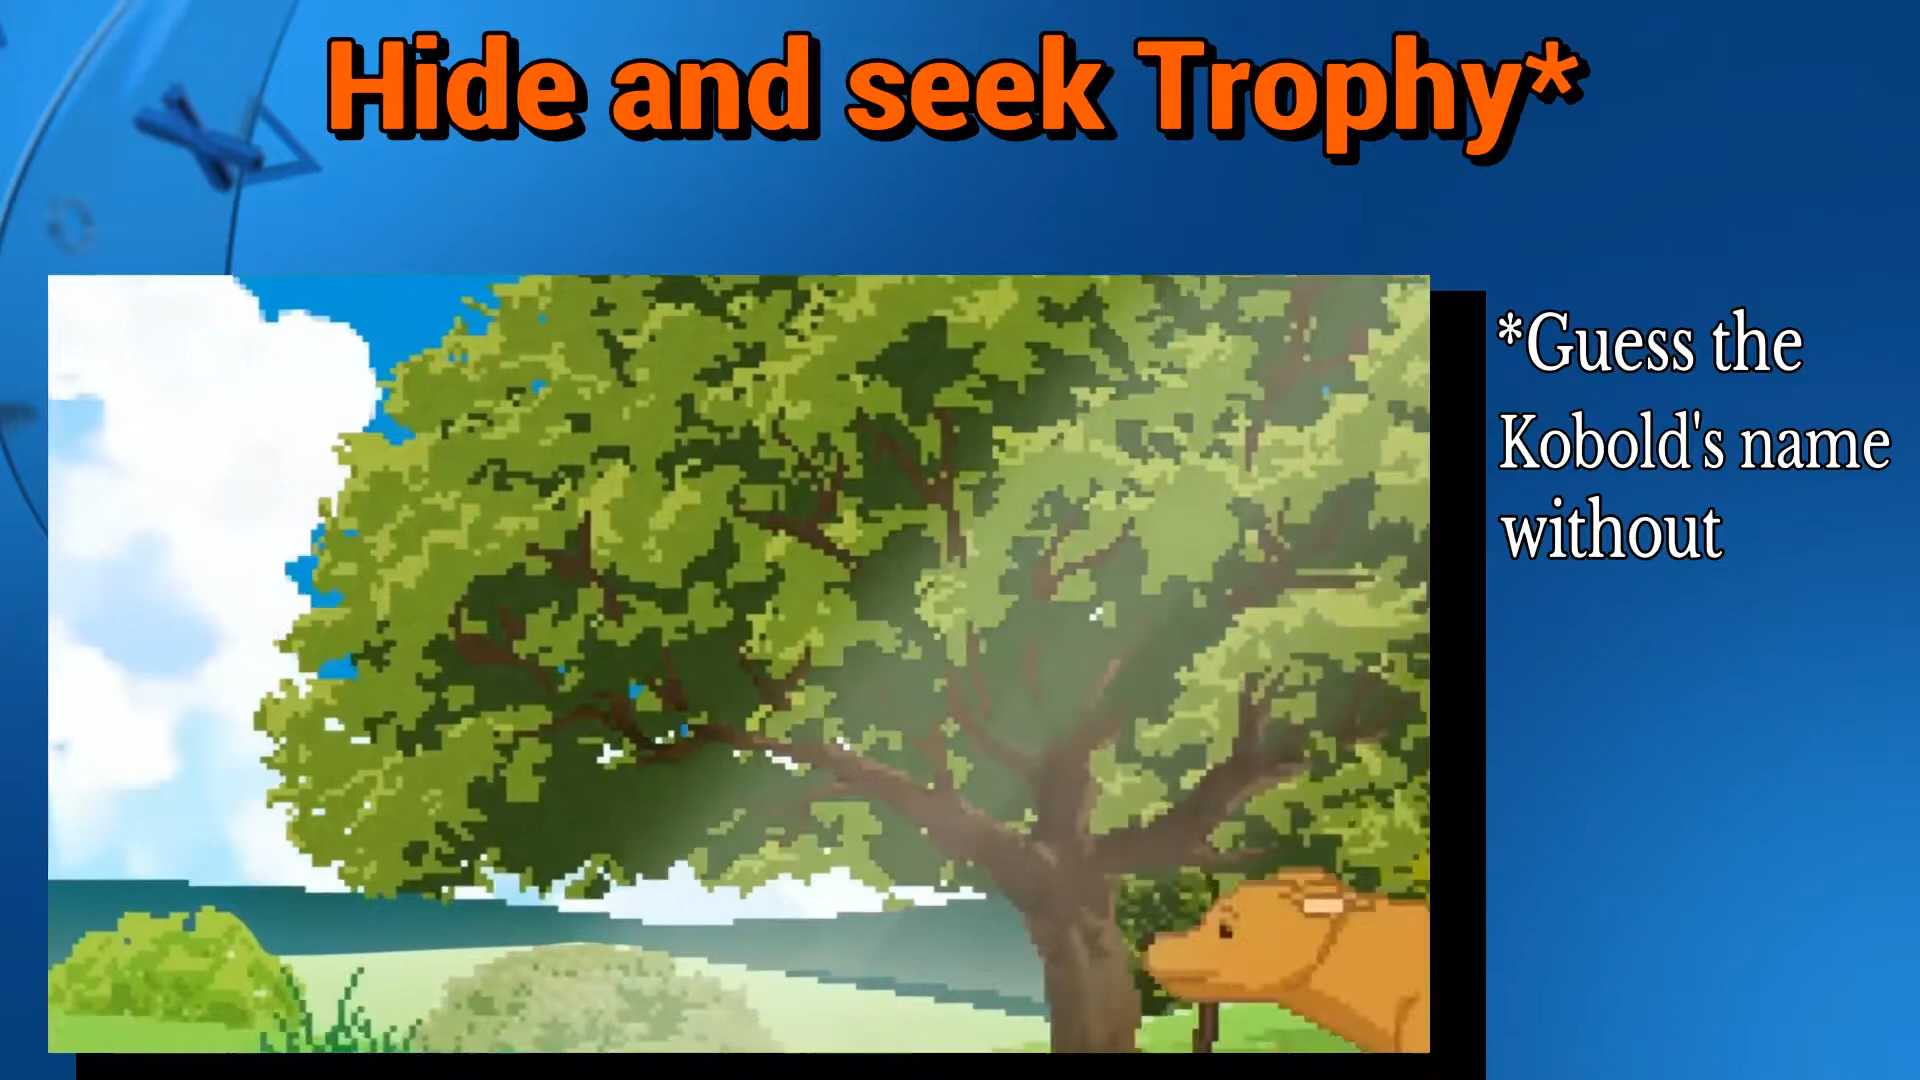 Hide and seek Trophy*
*Guess the
Kobold's name
without